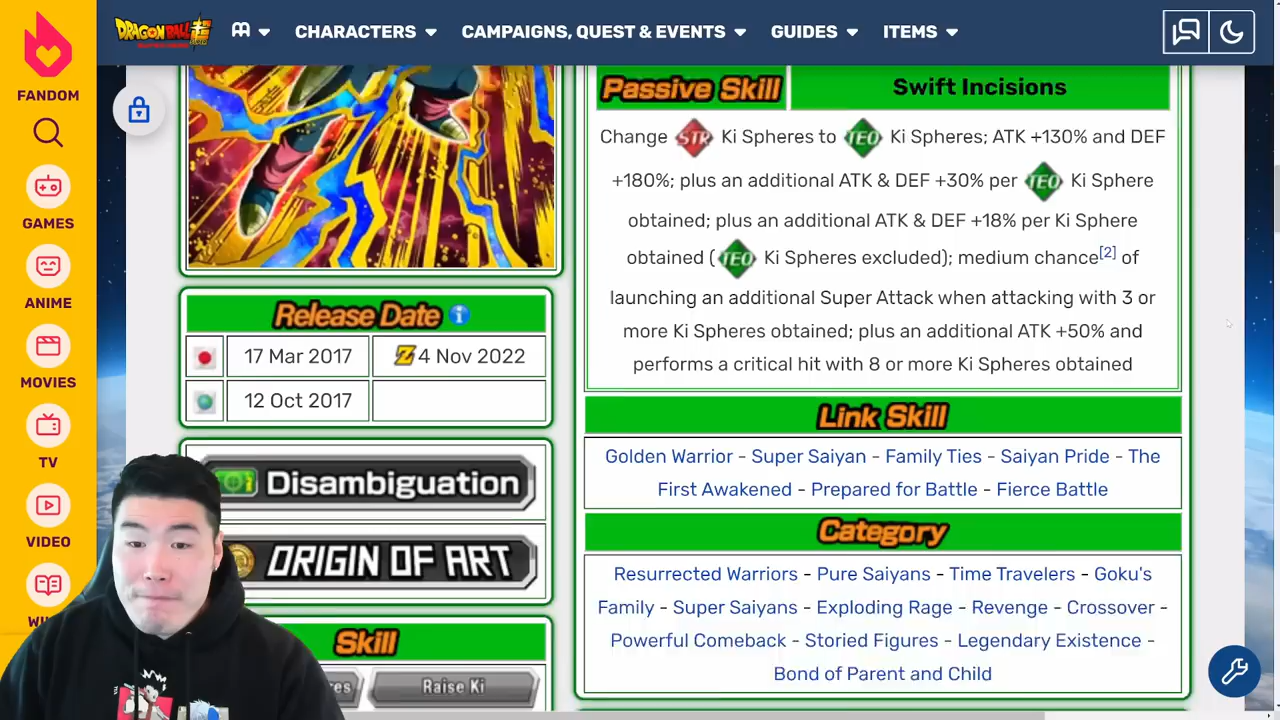 DRAGON BALL
CHARACTERS
CAMPAIGNS, QUEST & EVENTS
GUIDES
ITEMS
FANDOM
GAMES
ANIME
MOVIES
TV
VIDEO
Passive Skill
Swift Incisions
Change STR Ki Spheres to TEQ Ki Spheres; ATK +130% and DEF
+180%; plus an additional ATK & DEF +30% per TEQ Ki Sphere
obtained; plus an additional ATK & DEF +18% per Ki Sphere
obtained (TEQ Ki Spheres excluded); medium chance[2] of
launching an additional Super Attack when attacking with 3 or
more Ki Spheres obtained; plus an additional ATK +50% and
performs a critical hit with 8 or more Ki Spheres obtained
Release Date i
17 Mar 2017 Z 4 Nov 2022
12 Oct 2017
Disambiguation
ORIGIN OF ART
Skill
Raise Ki
Link Skill
Golden Warrior - Super Saiyan - Family Ties - Saiyan Pride - The
First Awakened - Prepared for Battle - Fierce Battle
Category
Resurrected Warriors - Pure Saiyans - Time Travelers - Goku's
Family - Super Saiyans - Exploding Rage - Revenge - Crossover -
Powerful Comeback - Storied Figures - Legendary Existence -
Bond of Parent and Child